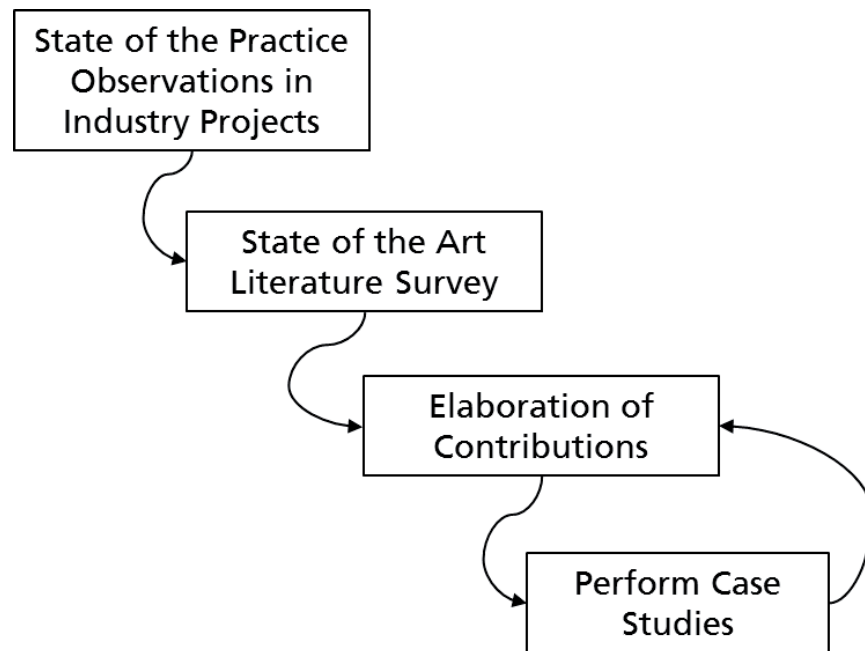 State of the Practice
Observations in
Industry Projects
State of the Art
Literature Survey
Elaboration of
Contributions
Perform Case
Studies